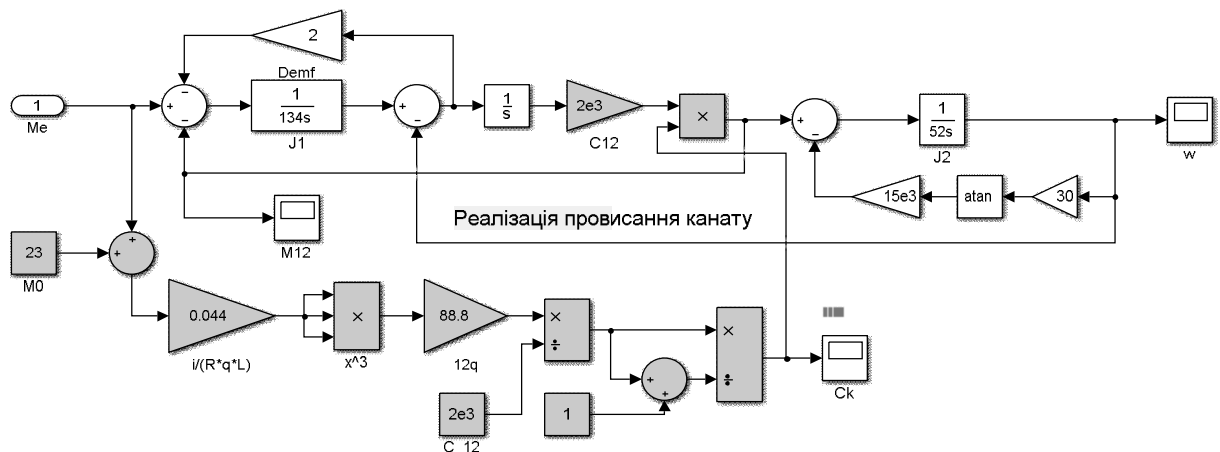 2
Demf
1
Me
1
134s
J1
1
s
2e3
C12
1
52s
J2
w
15e3
atan
30
M12
Реалізація провисання канату
23
M0
0.044
i/(R*q*L)
x^3
88.8
12q
2e3
C_12
1
Ck